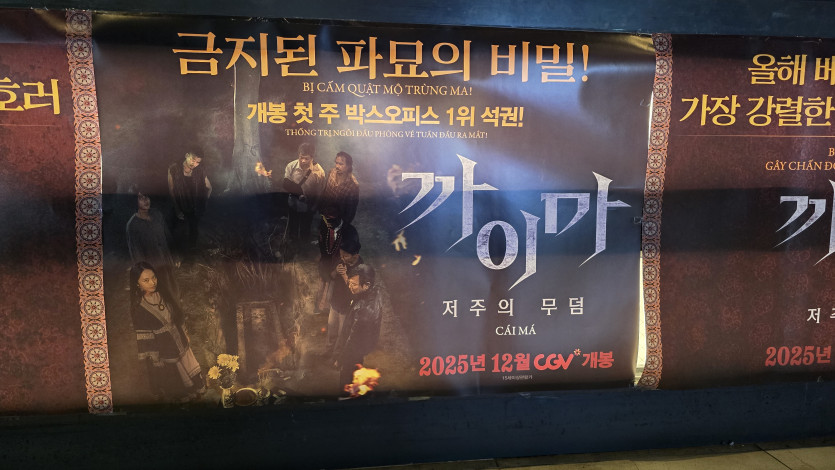 호러
금지된 파묘의 비밀!
BỊ CẤM QUẬT MỘ TRÙNG MA!
개봉 첫 주 박스오피스 1위 석권!
THỐNG TRỊ NGÔI ĐẦU PHÒNG VÉ TUẦN ĐẦU RA MẮT!
까이마
저주의 무덤
CÁI MÁ
2025년 12월 CGV 개봉
올해 베
가장 강렬한
GÂY CHẤN ĐỘ
까
저 주
2025년